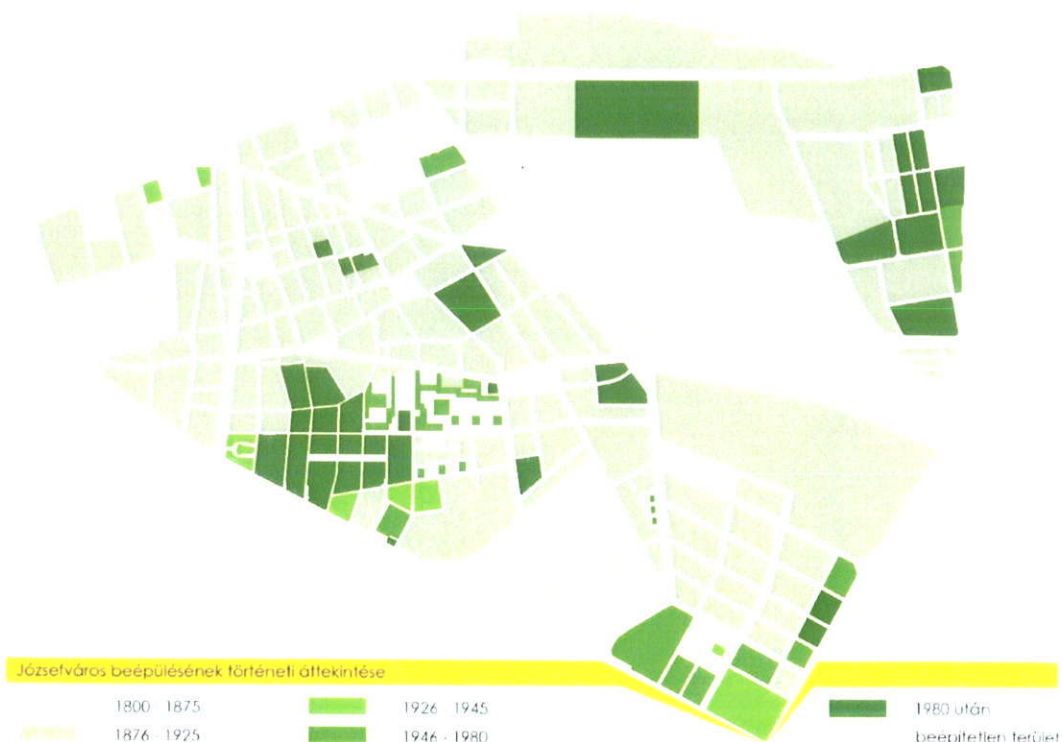 Józsefváros beépülésének történeti áttekintése
1800 - 1875
1876 - 1925
1926 - 1945
1946 - 1980
1980 után
beépítetlen terület